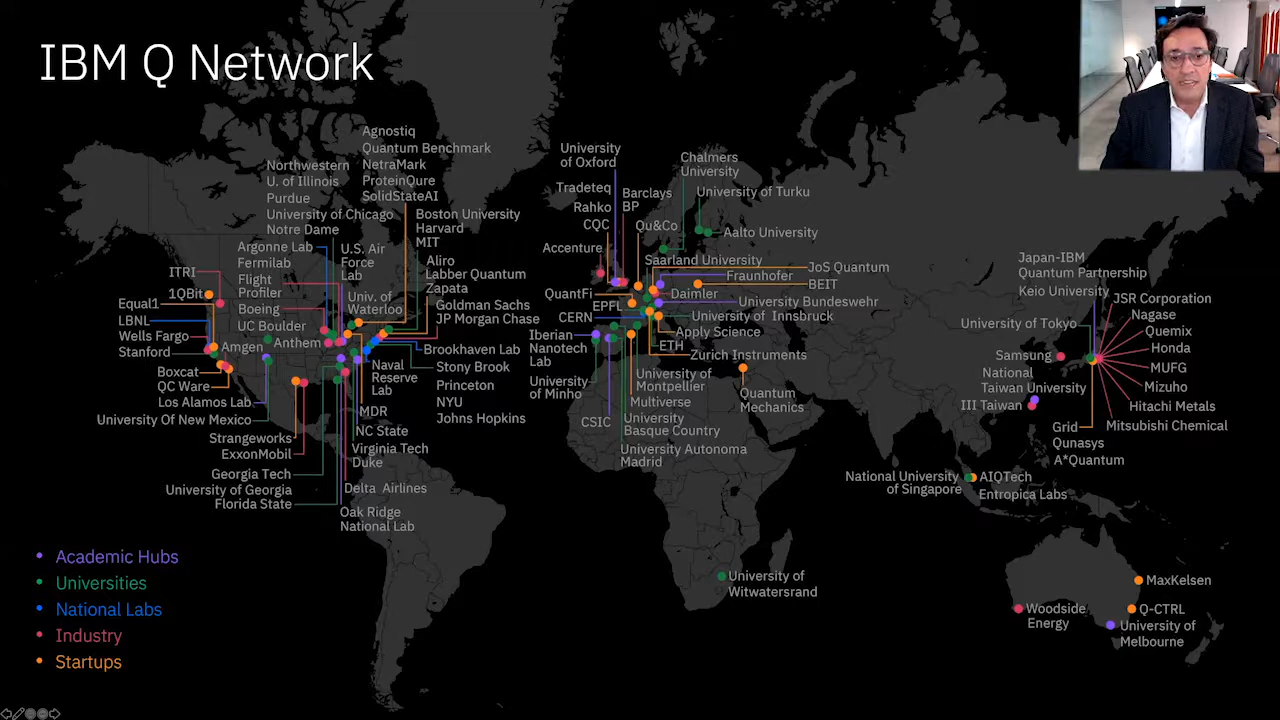 IBM Q Network
Agnostiq
Quantum Benchmark
NetraMark
ProteinQure
SolidStateAI
Northwestern
U. of Illinois
Purdue
University of Chicago
Notre Dame
Boston University
Harvard
MIT
Argonne Lab
Fermilab
Flight
Profiler
Boeing
U.S. Air
Force
Lab
Aliro
Labber Quantum
Zapata
ITRI
1QBit
Equal1
LBNL
Wells Fargo
Stanford
Univ. of
Waterloo
Goldman Sachs
JP Morgan Chase
UC Boulder
Amgen
Anthem
Brookhaven Lab
Stony Brook
Princeton
NYU
Johns Hopkins
Boxcat
QC Ware
Los Alamos Lab
University Of New Mexico
Naval
Reserve
Lab
Strangeworks
ExxonMobil
MDR
NC State
Virginia Tech
Duke
Georgia Tech
University of Georgia
Florida State
Delta Airlines
Oak Ridge
National Lab
University
of Oxford
Tradeteq
Rahko
CQC
Accenture
Barclays
BP
Qu&Co
Chalmers
University
University of Turku
Aalto University
Saarland University
JoS Quantum
Fraunhofer
BEIT
QuantFi
EPFL
CERN
Daimler
University Bundeswehr
University of Innsbruck
Iberian
Nanotech
Lab
Apply Science
ETH
Zurich Instruments
University
of Minho
University of
Montpellier
Multiverse
Quantum
Mechanics
CSIC
University
Basque Country
University Autonoma
Madrid
Japan-IBM
Quantum Partnership
Keio University
University of Tokyo
JSR Corporation
Nagase
Quemix
Honda
MUFG
Mizuho
Hitachi Metals
Mitsubishi Chemical
Samsung
National
Taiwan University
III Taiwan
Grid
Qunasys
A*Quantum
National University
of Singapore
AIQTech
Entropica Labs
University of
Witwatersrand
MaxKelsen
Woodside
Energy
Q-CTRL
University of
Melbourne
Academic Hubs
Universities
National Labs
Industry
Startups